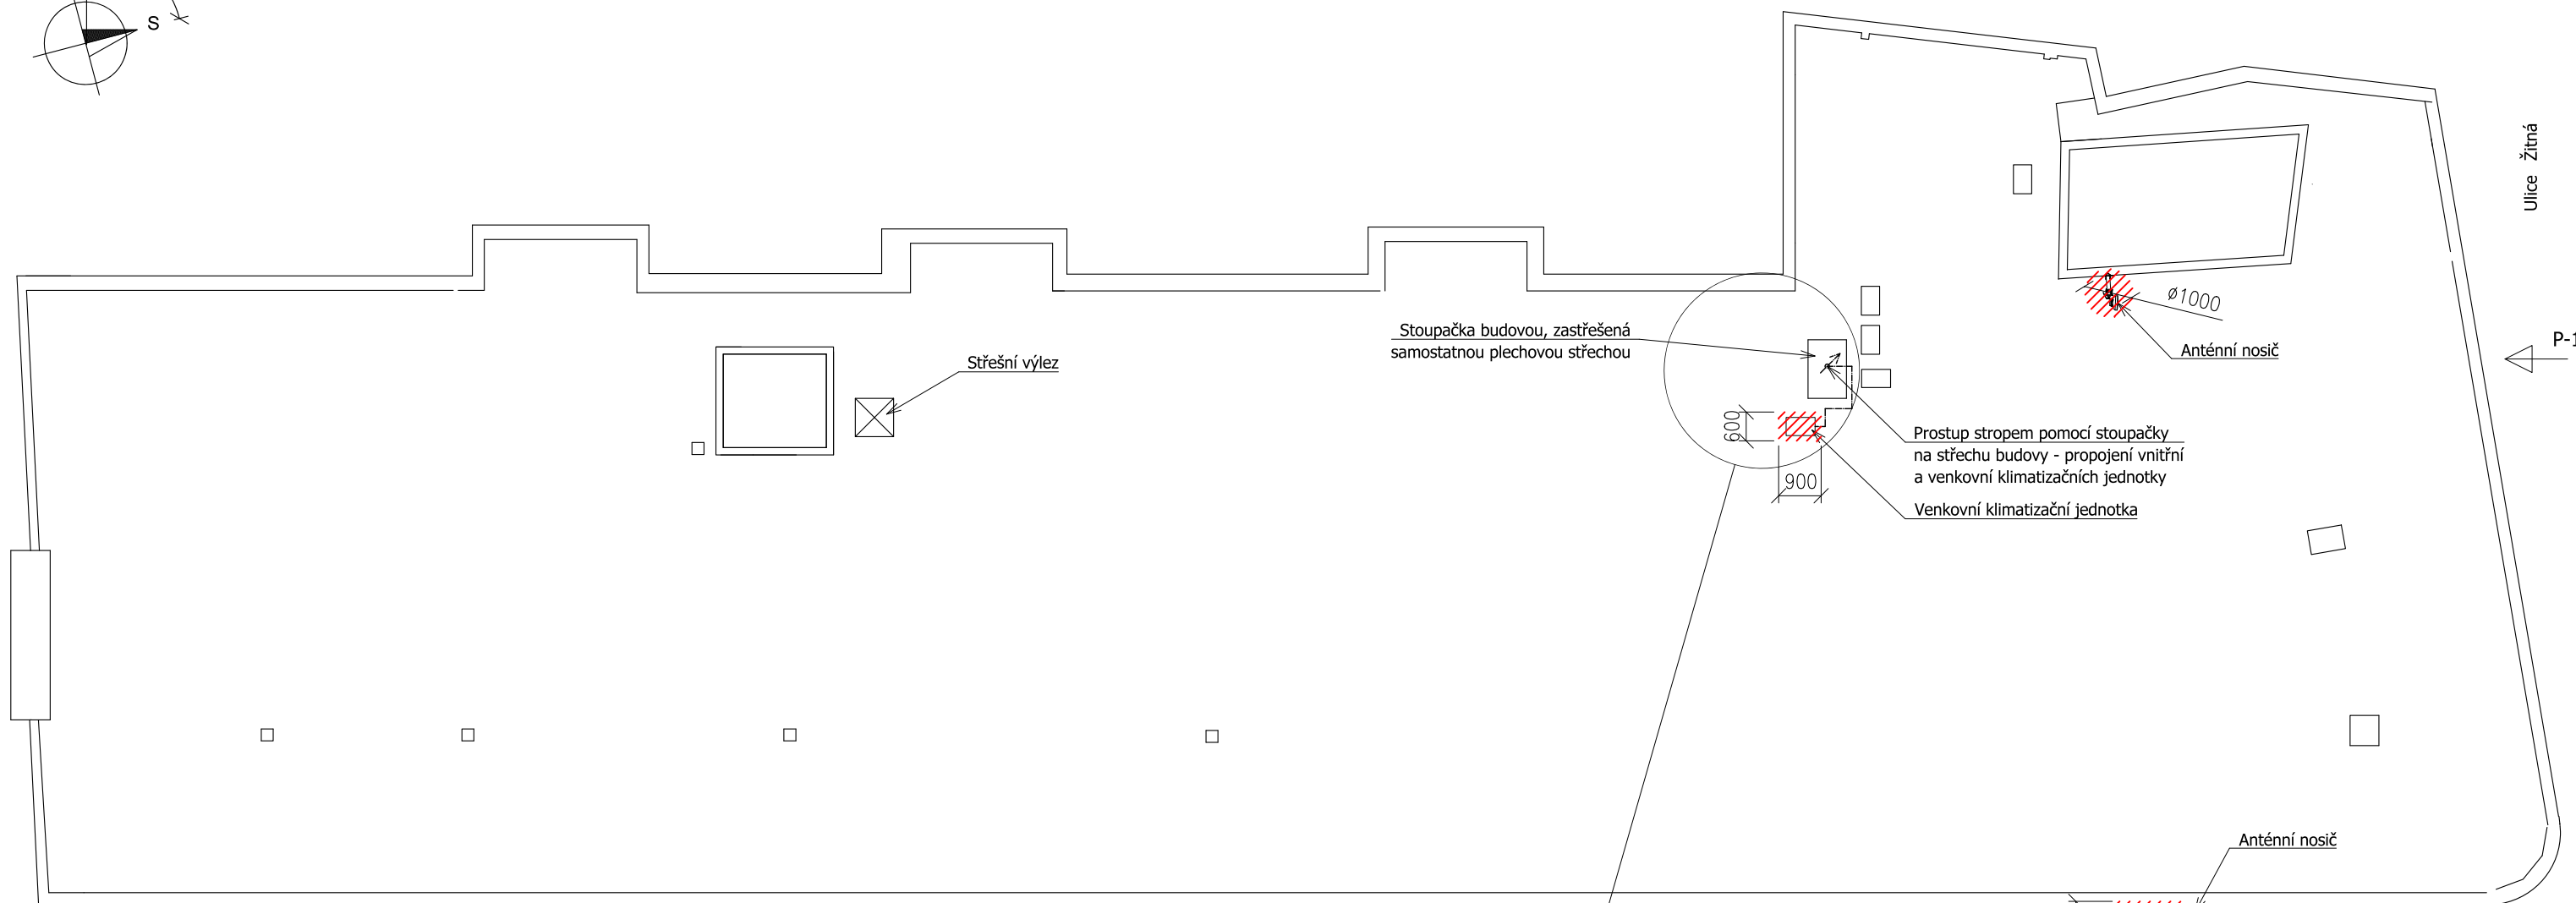 S
Ulice Žitná
Stoupačka budovou, zastřešená
samostatnou plechovou střechou
Střešní výlez
ø1000
Anténní nosič
P-1
600
900
Prostup stropem pomocí stoupačky
na střechu budovy - propojení vnitřní
a venkovní klimatizačních jednotky
Venkovní klimatizační jednotka
Anténní nosič